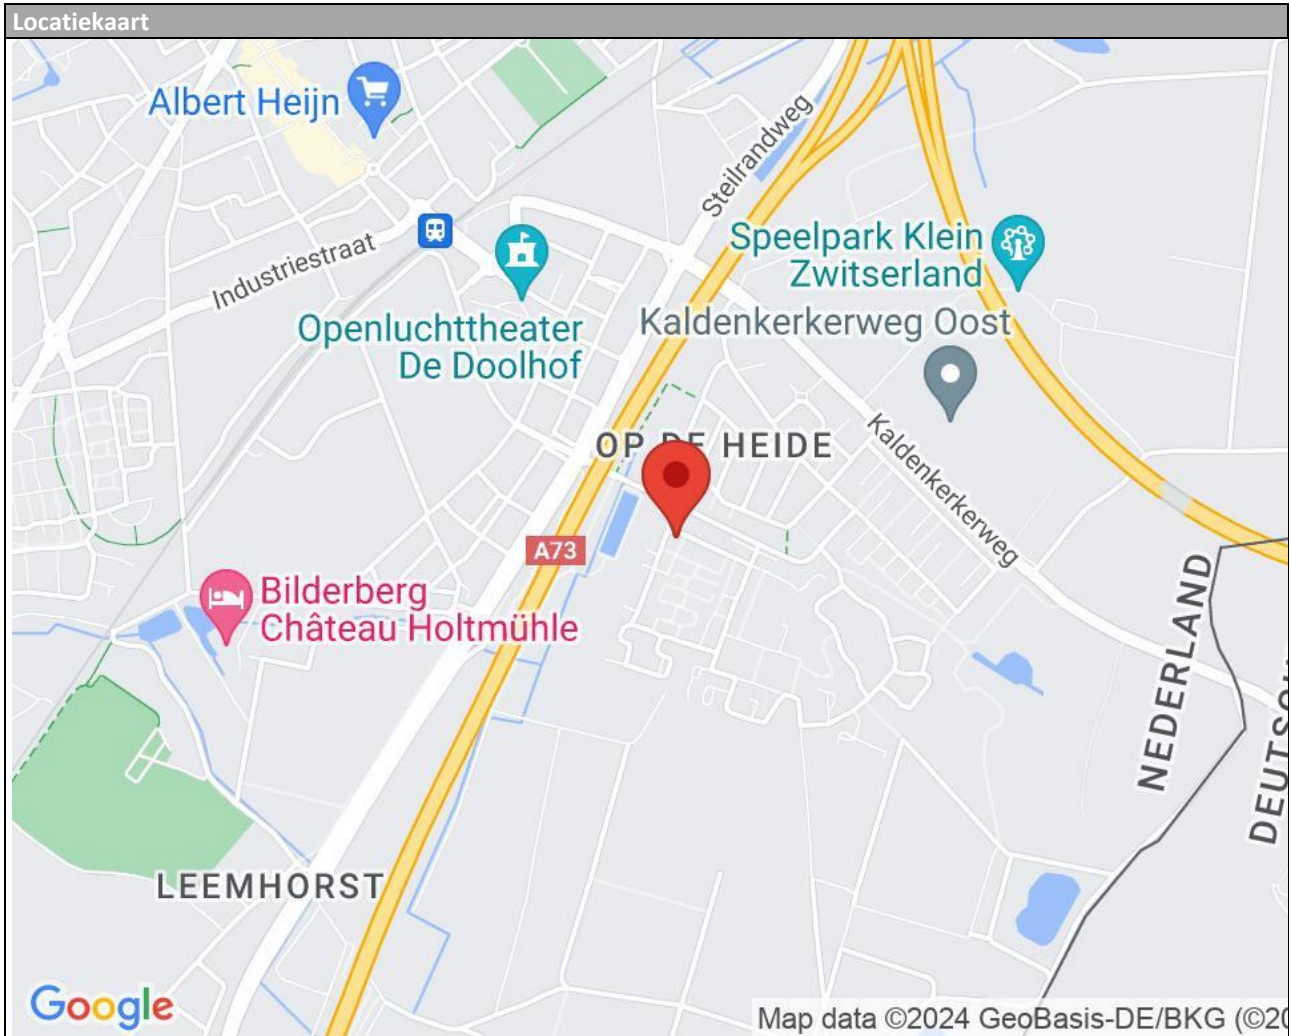 Locatiekaart
Albert Heijn
Steilrandweg
Speelpark Klein
Zwitserland
Industriestraat
Openluchttheater
De Doolhof
Kaldenkerkerweg Oost
OP DE HEIDE
Kaldenkerkerweg
A73
Bilderberg
Château Holtmühle
NEDERLAND
LEEMHORST
Google
Map data ©2024 GeoBasis-DE/BKG